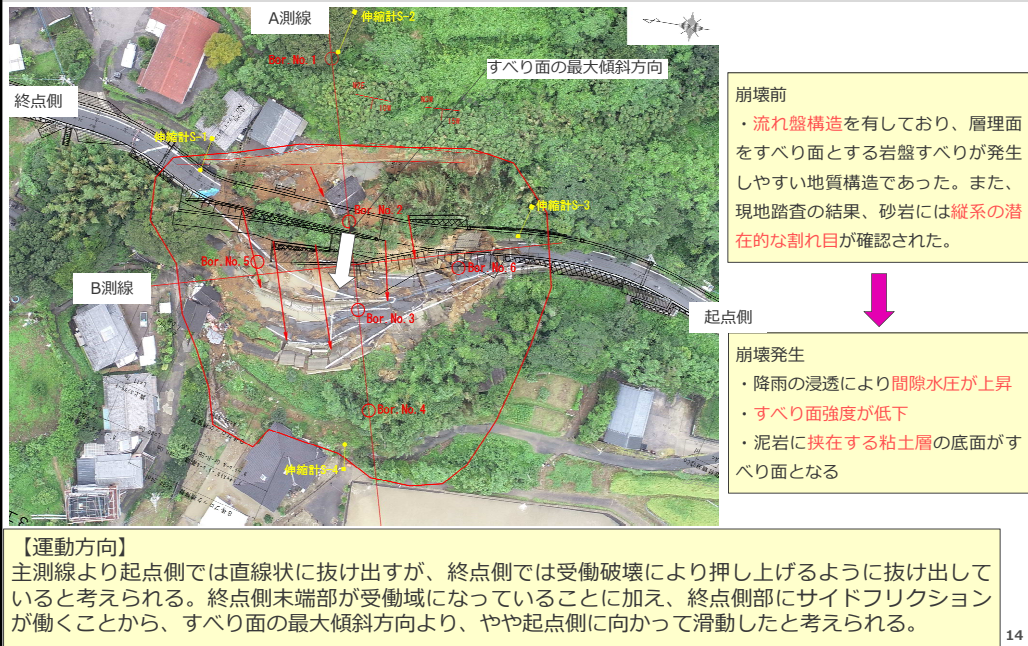 A測線
伸縮計S-2
Bor.No.1
すべり面の最大傾斜方向
終点側
伸縮計S-1
伸縮計S-3
Bor.No.2
Bor.No.5
Bor.No.6
B測線
Bor.No.3
起点側
Bor.No.4
伸縮計S-4
崩壊前
・流れ盤構造を有しており、層理面
をすべり面とする岩盤すべりが発生
しやすい地質構造であった。また、
現地踏査の結果、砂岩には縦系の潜
在的な割れ目が確認された。
崩壊発生
・降雨の浸透により間隙水圧が上昇
・すべり面強度が低下
・泥岩に挟在する粘土層の底面がす
べり面となる
【運動方向】
主測線より起点側では直線状に抜け出すが、終点側では受働破壊により押し上げるように抜け出して
いると考えられる。終点側末端部が受働域になっていることに加え、終点側部にサイドフリクション
が働くことから、すべり面の最大傾斜方向より、やや起点側に向かって滑動したと考えられる。
14